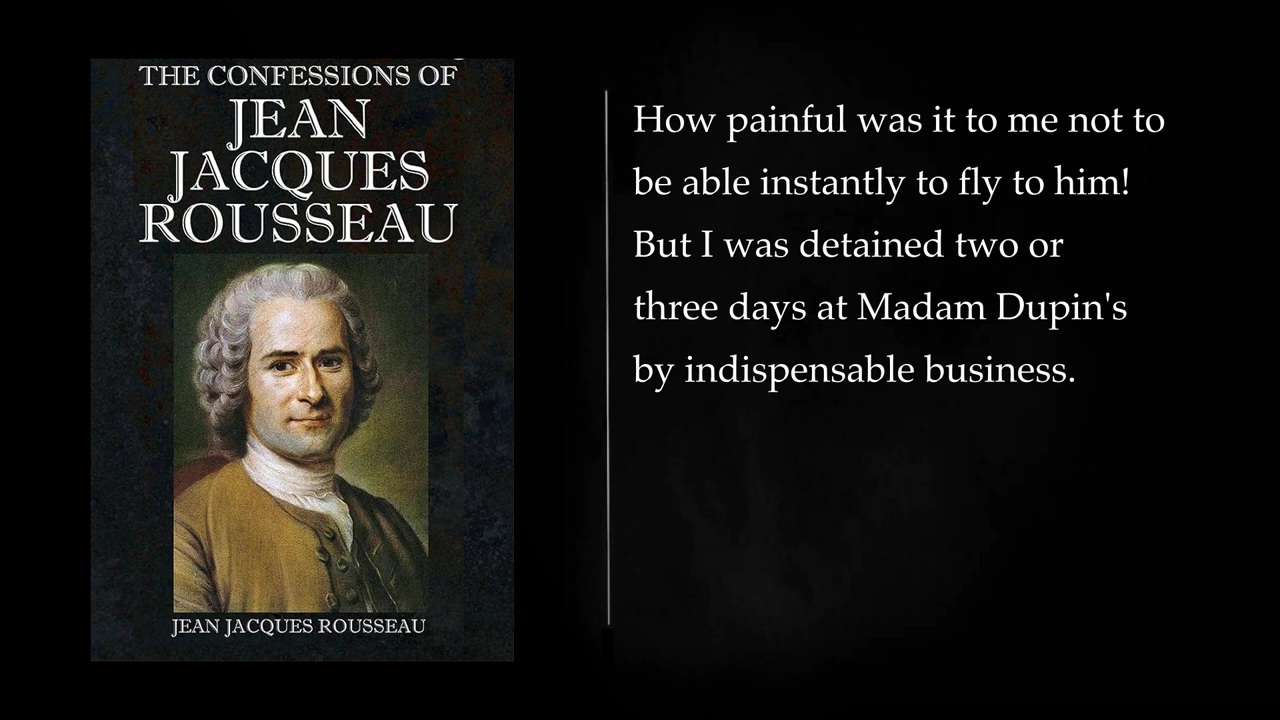 THE CONFESSIONS OF
JEAN
JACQUES
ROUSSEAU
JEAN JACQUES ROUSSEAU
How painful was it to me not to
be able instantly to fly to him!
But I was detained two or
three days at Madam Dupin's
by indispensable business.